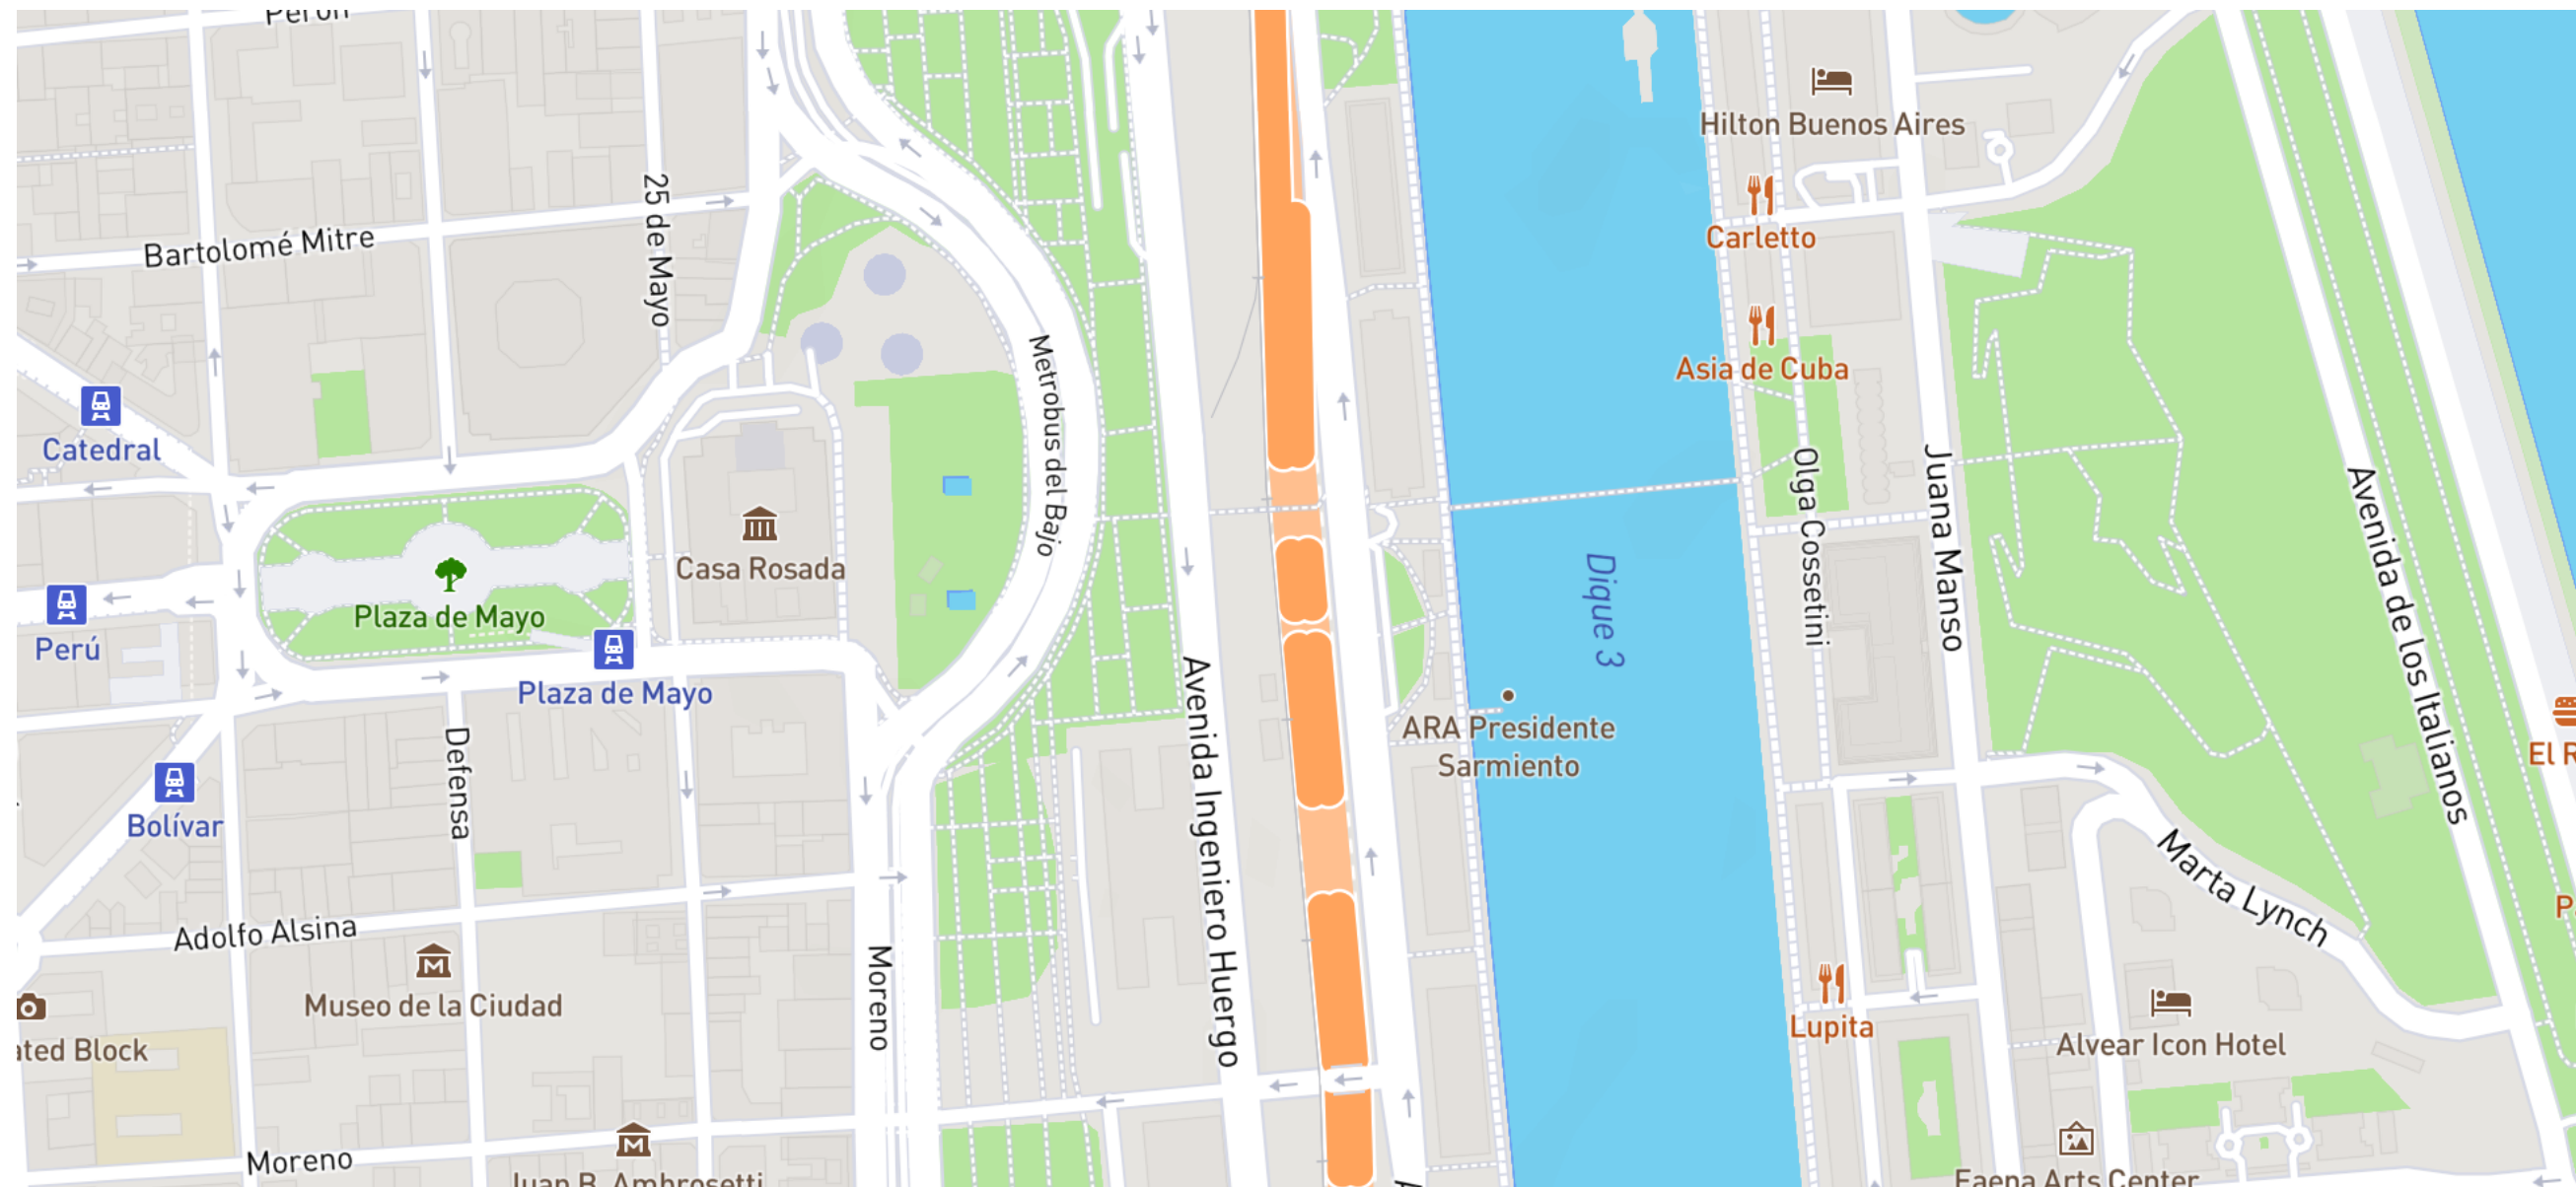 Perón
Hilton Buenos Aires
25 de Mayo
Bartolomé Mitre
Carletto
Asia de Cuba
Metrobus del Bajo
Catedral
Olga Cossetini
Juana Manso
Avenida de los Italianos
Casa Rosada
Dique 3
Plaza de Mayo
Perú
Plaza de Mayo
Avenida Ingeniero Huergo
ARA Presidente
Sarmiento
El R
Defensa
Bolívar
Marta Lynch
P
Adolfo Alsina
Moreno
Museo de la Ciudad
Lupita
ated Block
Alvear Icon Hotel
Moreno
Juan B. Ambrosetti
Faena Arts Center